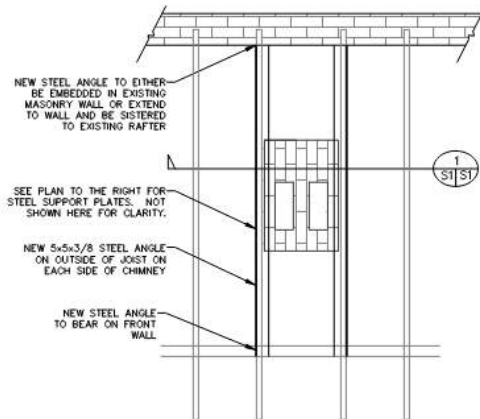 NEW STEEL ANGLE TO EITHER
BE EMBEDDED IN EXISTING
MASONRY WALL OR EXTEND
TO WALL AND BE SISTERED
TO EXISTING RAFTER
1
S1 S1
SEE PLAN TO THE RIGHT FOR
STEEL SUPPORT PLATES. NOT
SHOWN HERE FOR CLARITY.
NEW 5x5x3/8 STEEL ANGLE
ON OUTSIDE OF JOIST ON
EACH SIDE OF CHIMNEY
NEW STEEL ANGLE
TO BEAR ON FRONT
WALL